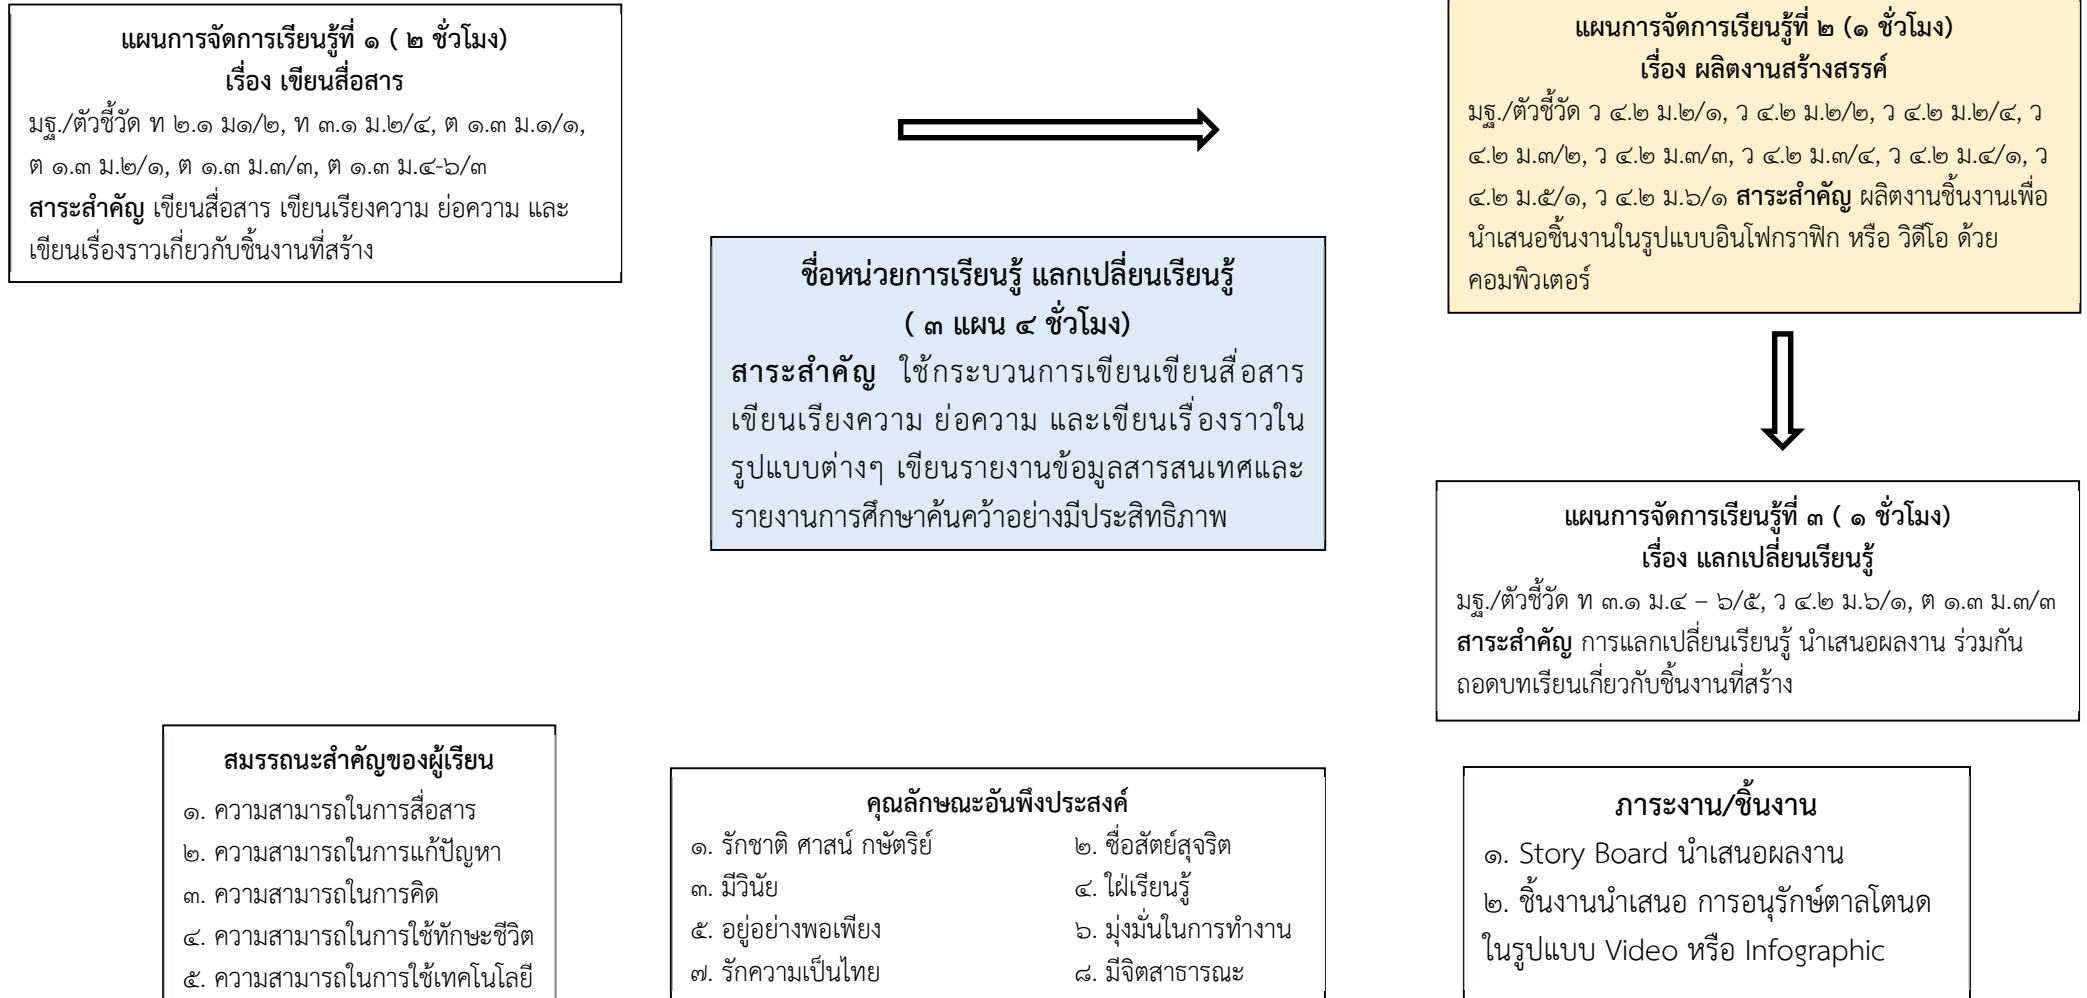 แผนการจัดการเรียนรู้ที่ ๑ ( ๒ ชั่วโมง)
เรื่อง เขียนสื่อสาร
มฐ./ตัวชี้วัด ท ๒.๑ ม๑/๒, ท ๓.๑ ม.๒/๔, ต ๑.๓ ม.๑/๑,
ต ๑.๓ ม.๒/๑, ต ๑.๓ ม.๓/๓, ต ๑.๓ ม.๔-๖/๓
สาระสำคัญ เขียนสื่อสาร เขียนเรียงความ ย่อความ และ
เขียนเรื่องราวเกี่ยวกับชิ้นงานที่สร้าง
แผนการจัดการเรียนรู้ที่ ๒ (๑ ชั่วโมง)
เรื่อง ผลิตงานสร้างสรรค์
มฐ./ตัวชี้วัด ว ๔.๒ ม.๒/๑, ว ๔.๒ ม.๒/๒, ว ๔.๒ ม.๒/๔, ว
๔.๒ ม.๓/๒, ว ๔.๒ ม.๓/๓, ว ๔.๒ ม.๓/๔, ว ๔.๒ ม.๔/๑, ว
๔.๒ ม.๕/๑, ว ๔.๒ ม.๖/๑ สาระสำคัญ ผลิตงานชิ้นงานเพื่อ
นำเสนอชิ้นงานในรูปแบบอินโฟกราฟิก หรือ วิดีโอ ด้วย
คอมพิวเตอร์
ชื่อหน่วยการเรียนรู้ แลกเปลี่ยนเรียนรู้
( ๓ แผน ๔ ชั่วโมง)
สาระสำคัญ ใช้กระบวนการเขียนเขียนสื่อสาร
เขียนเรียงความ ย่อความ และเขียนเรื่องราวใน
รูปแบบต่างๆ เขียนรายงานข้อมูลสารสนเทศและ
รายงานการศึกษาค้นคว้าอย่างมีประสิทธิภาพ
แผนการจัดการเรียนรู้ที่ ๓ ( ๑ ชั่วโมง)
เรื่อง แลกเปลี่ยนเรียนรู้
มฐ./ตัวชี้วัด ท ๓.๑ ม.๔ – ๖/๕, ว ๔.๒ ม.๖/๑, ต ๑.๓ ม.๓/๓
สาระสำคัญ การแลกเปลี่ยนเรียนรู้ นำเสนอผลงาน ร่วมกัน
ถอดบทเรียนเกี่ยวกับชิ้นงานที่สร้าง
สมรรถนะสำคัญของผู้เรียน
๑. ความสามารถในการสื่อสาร
๒. ความสามารถในการแก้ปัญหา
๓. ความสามารถในการคิด
๔. ความสามารถในการใช้ทักษะชีวิต
๕. ความสามารถในการใช้เทคโนโลยี
คุณลักษณะอันพึงประสงค์
๑. รักชาติ ศาสน์ กษัตริย์ ๒. ซื่อสัตย์สุจริต
๓. มีวินัย ๔. ใฝ่เรียนรู้
๕. อยู่อย่างพอเพียง ๖. มุ่งมั่นในการทำงาน
๗. รักความเป็นไทย ๘. มีจิตสาธารณะ
ภาระงาน/ชิ้นงาน
๑. Story Board นำเสนอผลงาน
๒. ชิ้นงานนำเสนอ การอนุรักษ์ตาลโตนด
ในรูปแบบ Video หรือ Infographic